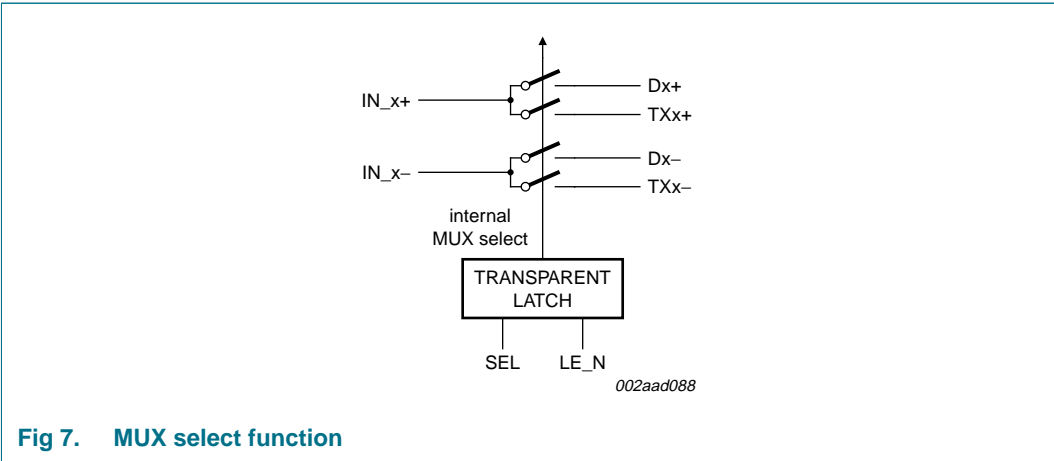 IN_x+
Dx+
TXx+
IN_x−
Dx−
TXx−
internal
MUX select
TRANSPARENT
LATCH
SEL LE_N
002aad088
Fig 7. MUX select function